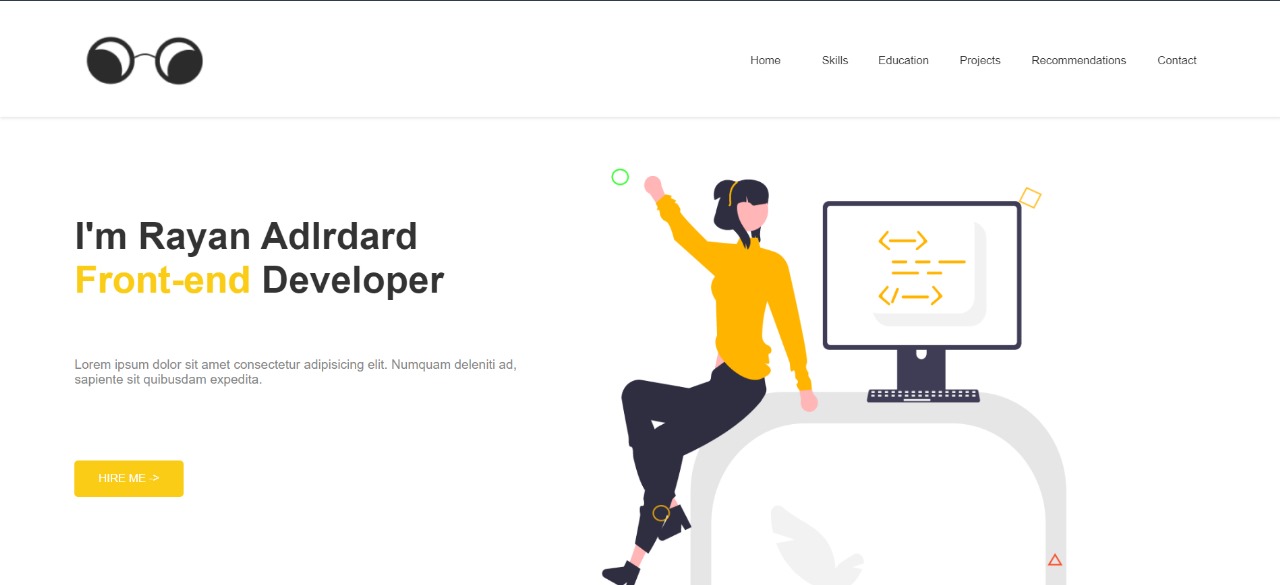 Home Skills Education Projects Recommendations Contact
I'm Rayan Adlrdard
Front-end Developer
Lorem ipsum dolor sit amet consectetur adipisicing elit. Numquam deleniti ad,
sapiente sit quibusdam expedita.
HIRE ME ->